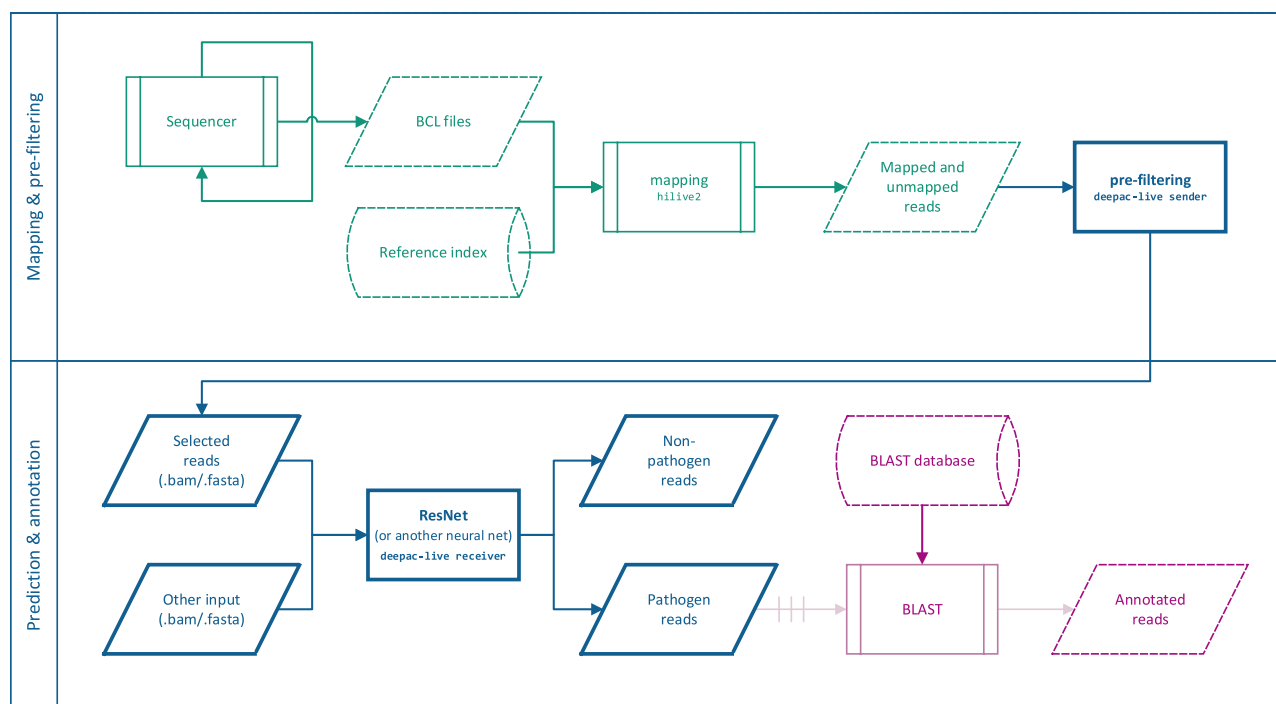 Mapping & pre-filtering
Sequencer
BCL files
Reference index
mapping
hilive2
Mapped and
unmapped
reads
pre-filtering
deepac-live sender
Prediction & annotation
Selected
reads
(.bam/.fasta)
Other input
(.bam/.fasta)
ResNet
(or another neural net)
deepac-live receiver
Non-
pathogen
reads
Pathogen
reads
BLAST database
BLAST
Annotated
reads